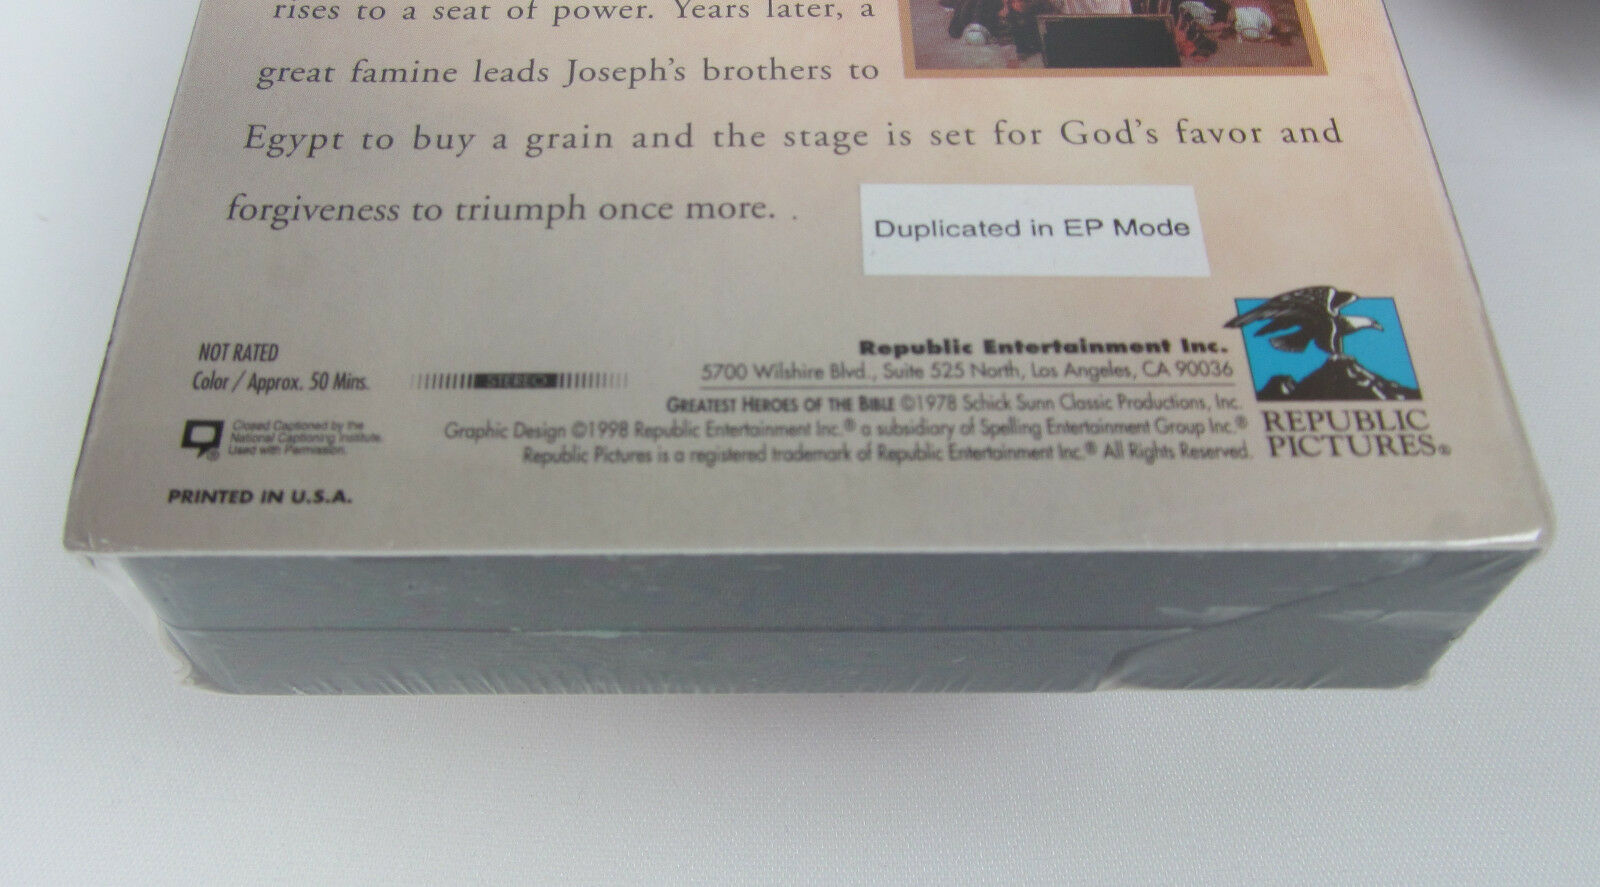 rises to a seat of power. Years later, a
great famine leads Joseph's brothers to
Egypt to buy a grain and the stage is set for God's favor and
forgiveness to triumph once more. .
Duplicated in EP Mode
NOT RATED
Color / Approx. 50 Mins.
STEREO
Closed Captioned by the
National Captioning Institute.
Used with Permission.
PRINTED IN U.S.A.
Republic Entertainment Inc.
5700 Wilshire Blvd., Suite 525 North, Los Angeles, CA 90036
GREATEST HEROES OF THE BIBLE ©1978 Schick Sunn Classic Productions, Inc.
Graphic Design ©1998 Republic Entertainment Inc.® a subsidiary of Spelling Entertainment Group Inc.®
Republic Pictures is a registered trademark of Republic Entertainment Inc.® All Rights Reserved.
REPUBLIC
PICTURES®